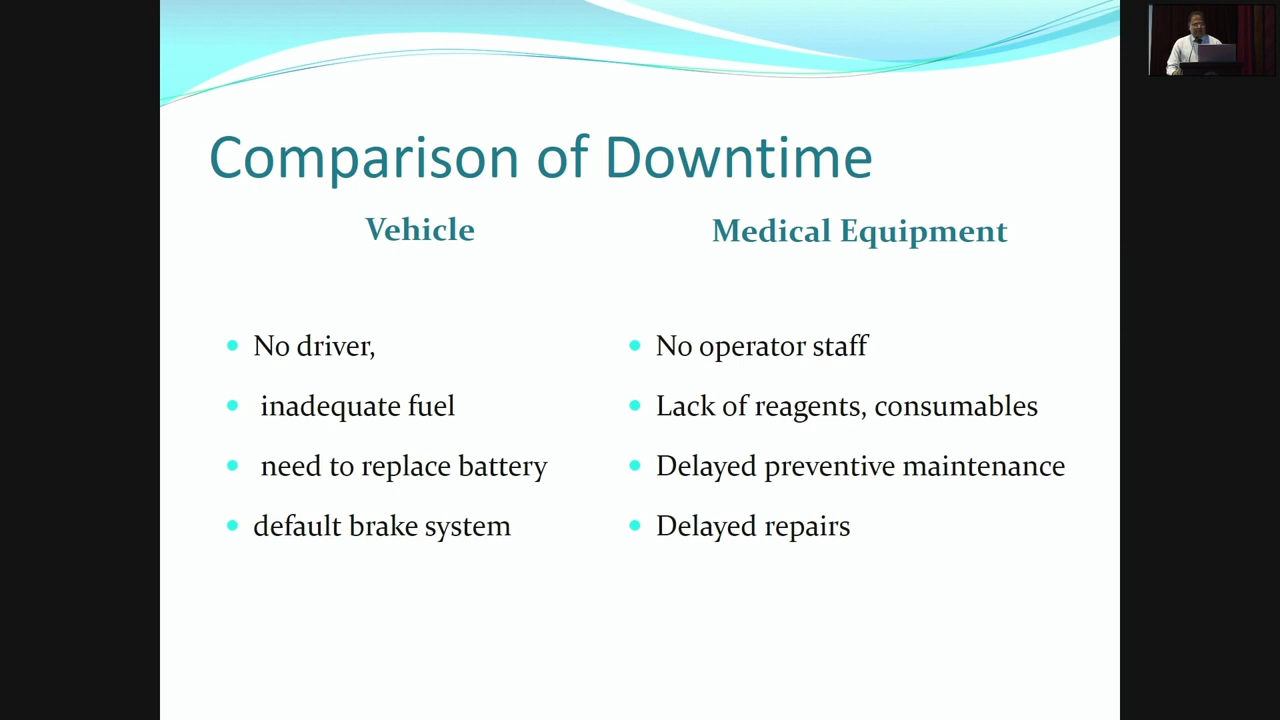 Comparison of Downtime
Vehicle
No driver,
inadequate fuel
need to replace battery
default brake system
Medical Equipment
No operator staff
Lack of reagents, consumables
Delayed preventive maintenance
Delayed repairs